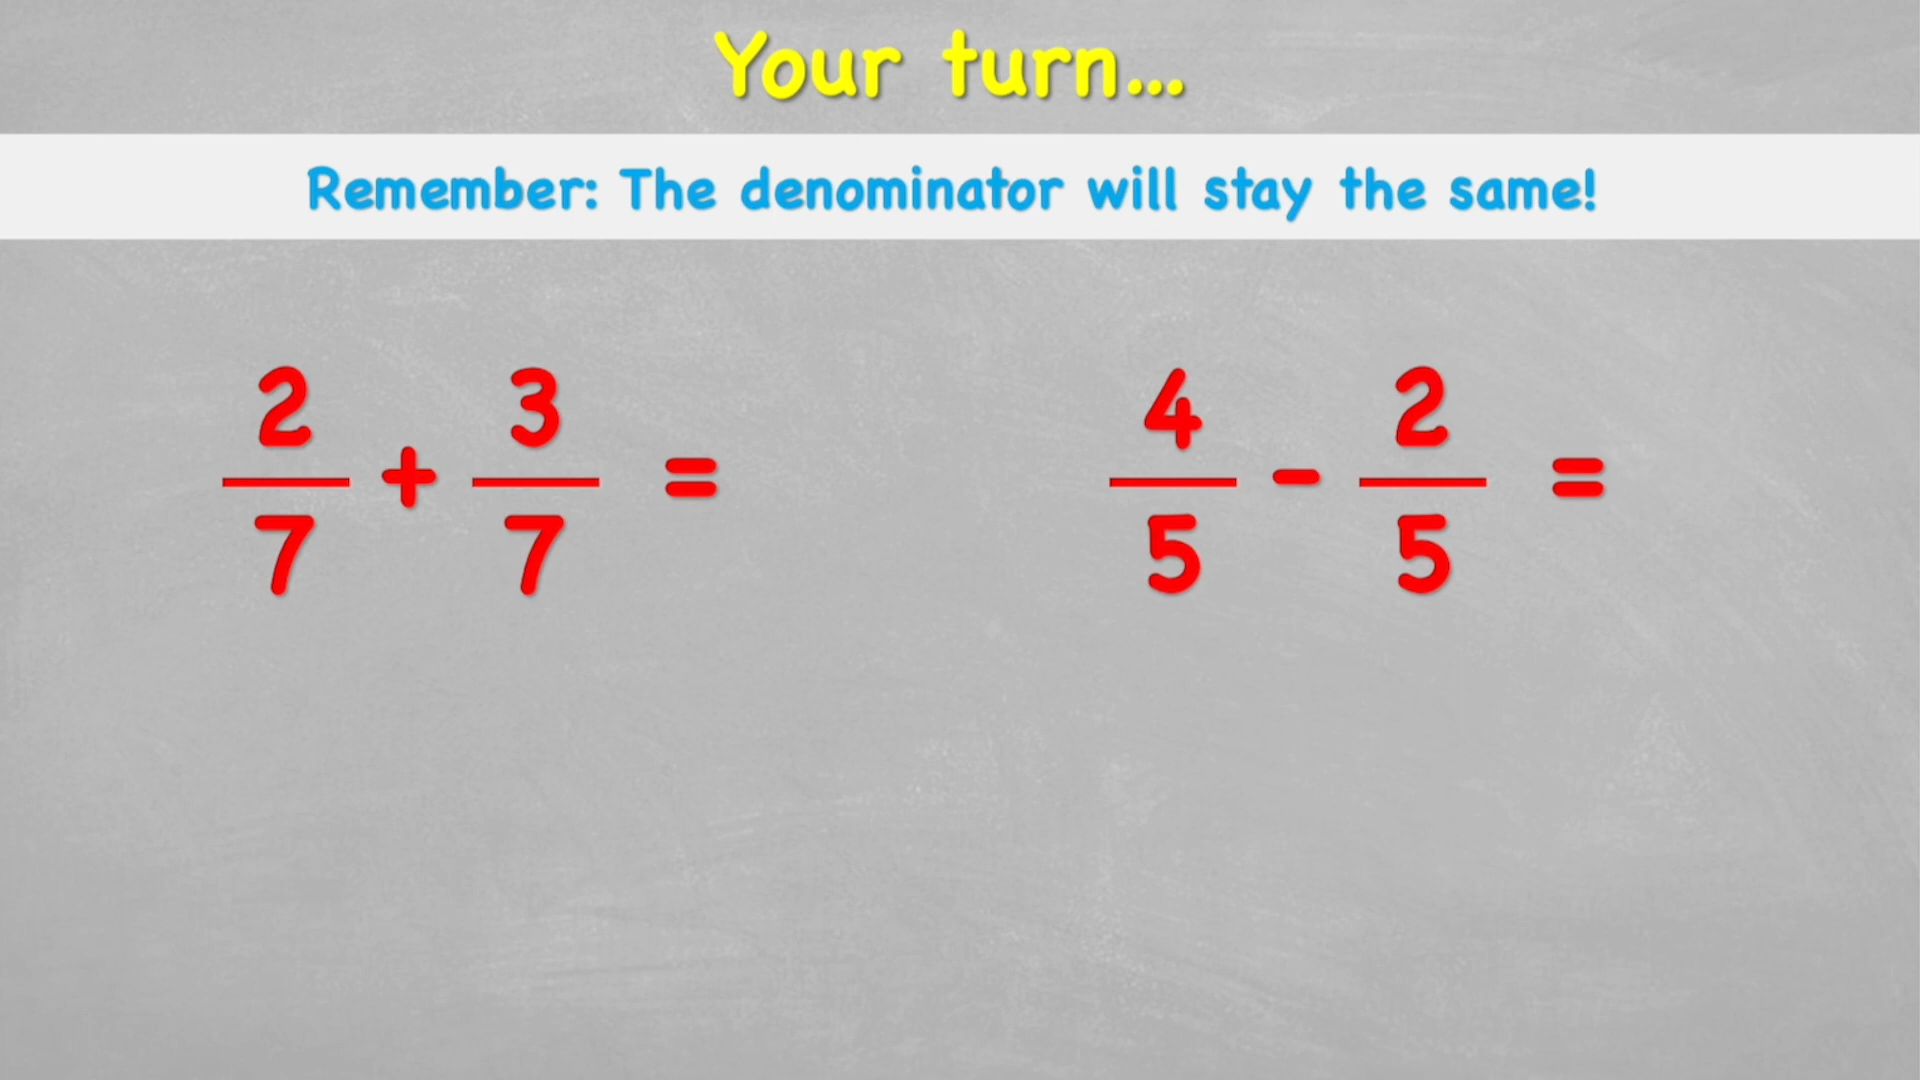 Your turn...
Remember: The denominator will stay the same!
2/7 + 3/7 =
4/5 - 2/5 =